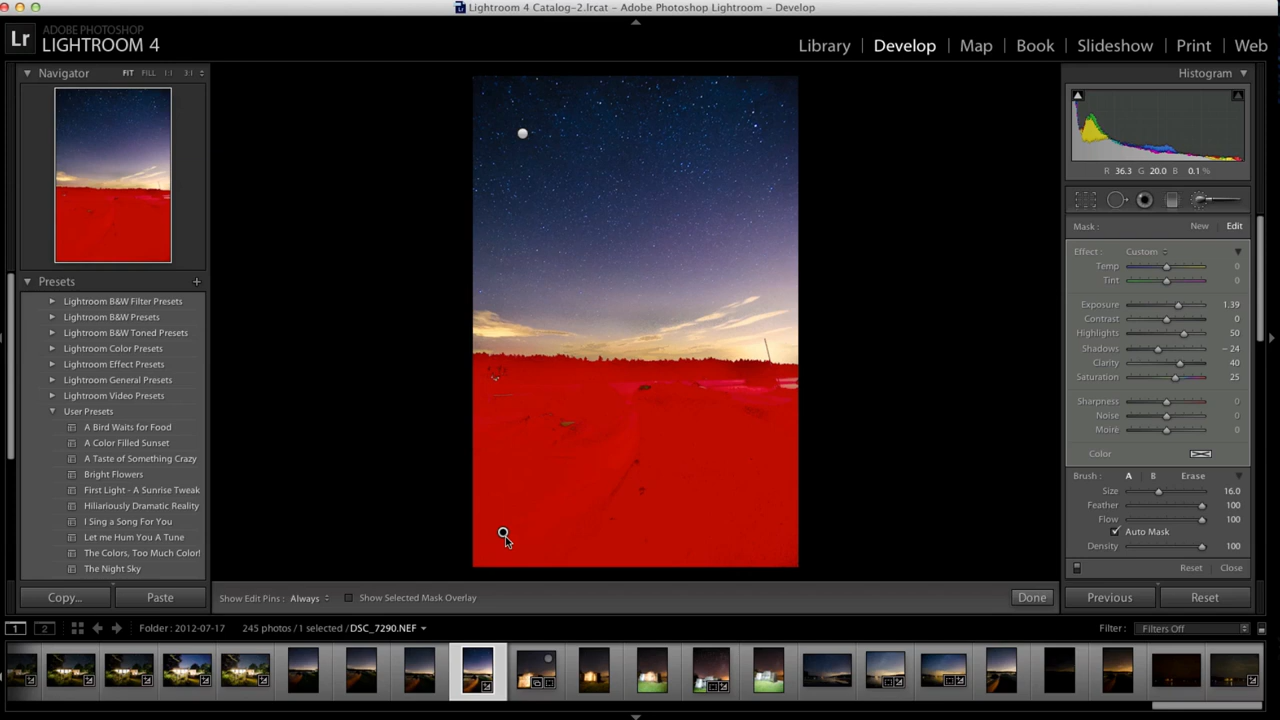 Lightroom 4 Catalog-2.lrcat – Adobe Photoshop Lightroom – Develop
Lr
ADOBE PHOTOSHOP
LIGHTROOM 4
Library | Develop | Map | Book | Slideshow | Print | Web
Navigator FIT FILL 1:1 3:1
Histogram
R 36.3 G 20.0 B 0.1 %
Mask : New Edit
Effect : Custom
Temp 0
Tint 0
Exposure 1.39
Contrast 0
Highlights 50
Shadows – 24
Clarity 40
Saturation 25
Sharpness 0
Noise 0
Moiré 0
Color
Brush : A B Erase
Size 16.0
Feather 100
Flow 100
Auto Mask
Density 100
Reset Close
Previous Reset
Presets +
Lightroom B&W Filter Presets
Lightroom B&W Presets
Lightroom B&W Toned Presets
Lightroom Color Presets
Lightroom Effect Presets
Lightroom General Presets
Lightroom Video Presets
User Presets
A Bird Waits for Food
A Color Filled Sunset
A Taste of Something Crazy
Bright Flowers
First Light - A Sunrise Tweak
Hiliariously Dramatic Reality
I Sing a Song For You
Let me Hum You A Tune
The Colors, Too Much Color!
The Night Sky
Copy... Paste
Show Edit Pins : Always Show Selected Mask Overlay Done
1 2 Folder : 2012-07-17 245 photos / 1 selected / DSC_7290.NEF Filter : Filters Off